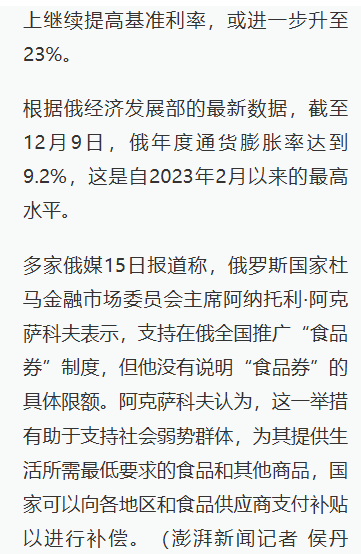 上继续提高基准利率，或进一步升至
23%。
根据俄经济发展部的最新数据，截至
12月9日，俄年度通货膨胀率达到
9.2%，这是自2023年2月以来的最高
水平。
多家俄媒15日报道称，俄罗斯国家杜
马金融市场委员会主席阿纳托利·阿克
萨科夫表示，支持在俄全国推广“食品
券”制度，但他没有说明“食品券”的
具体限额。阿克萨科夫认为，这一举措
有助于支持社会弱势群体，为其提供生
活所需最低要求的食品和其他商品，国
家可以向各地区和食品供应商支付补贴
以进行补偿。（澎湃新闻记者 侯丹